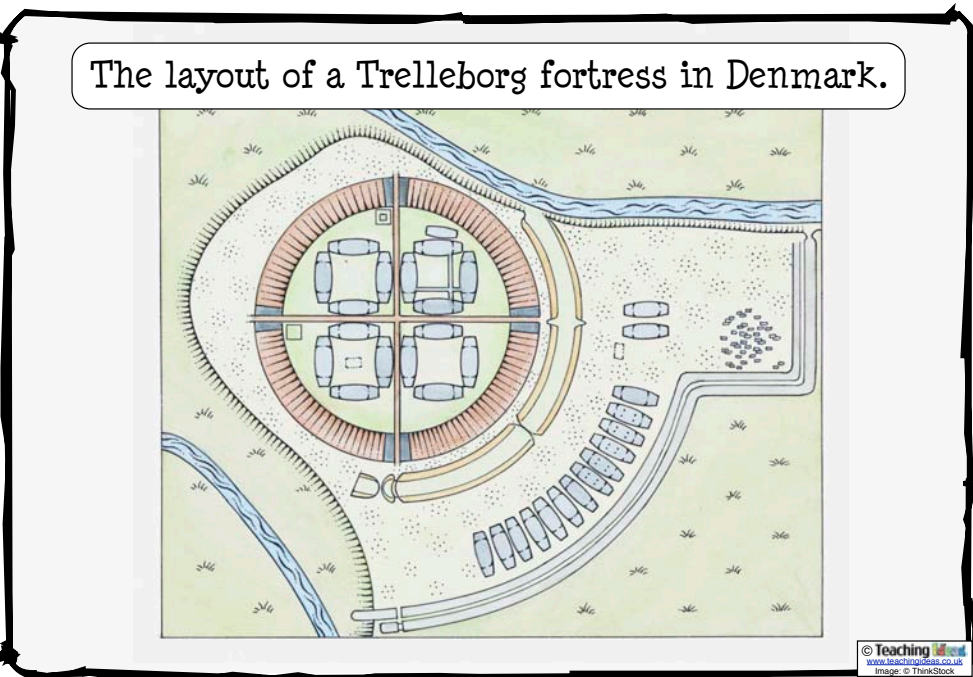 The layout of a Trelleborg fortress in Denmark.
© Teaching Ideas
www.teachingideas.co.uk
Image: © ThinkStock